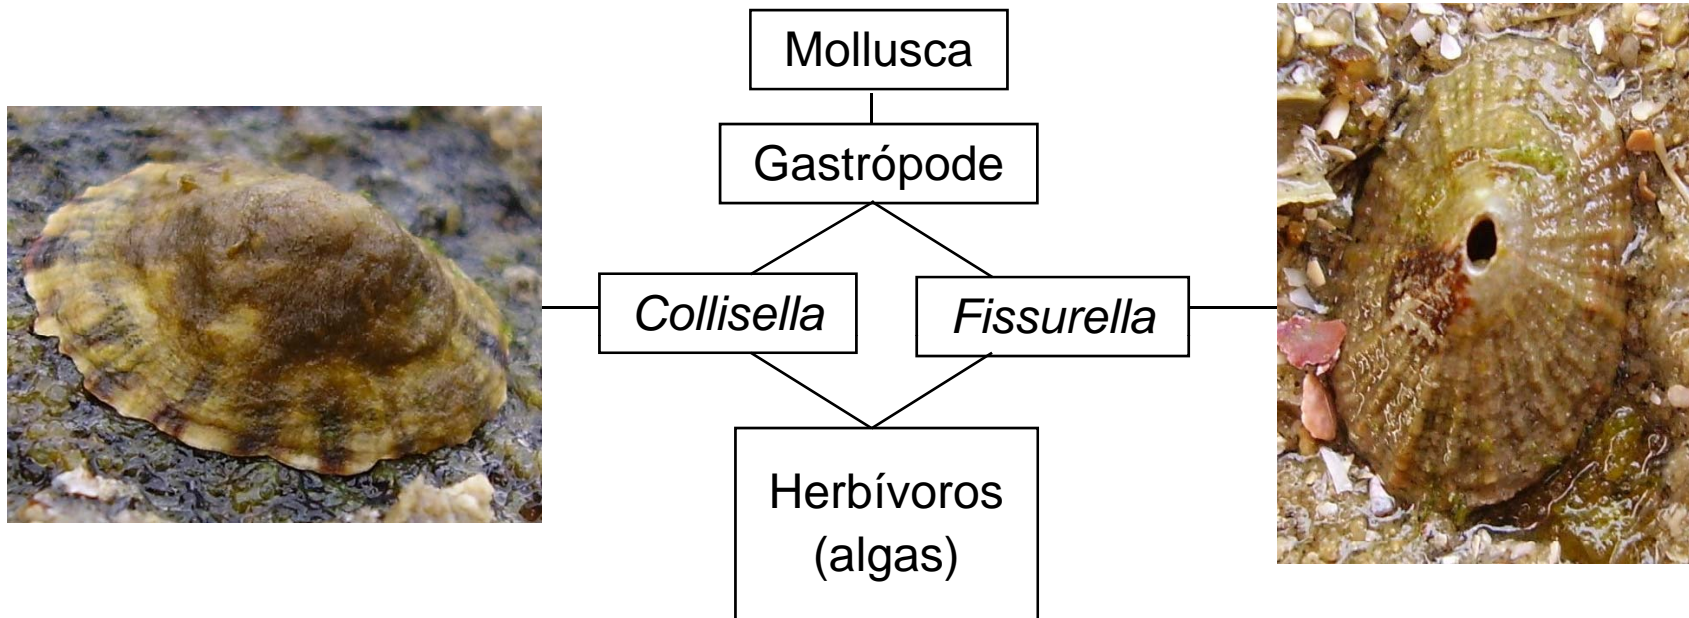 Mollusca
Gastrópode
Collisella
Fissurella
Herbívoros
(algas)